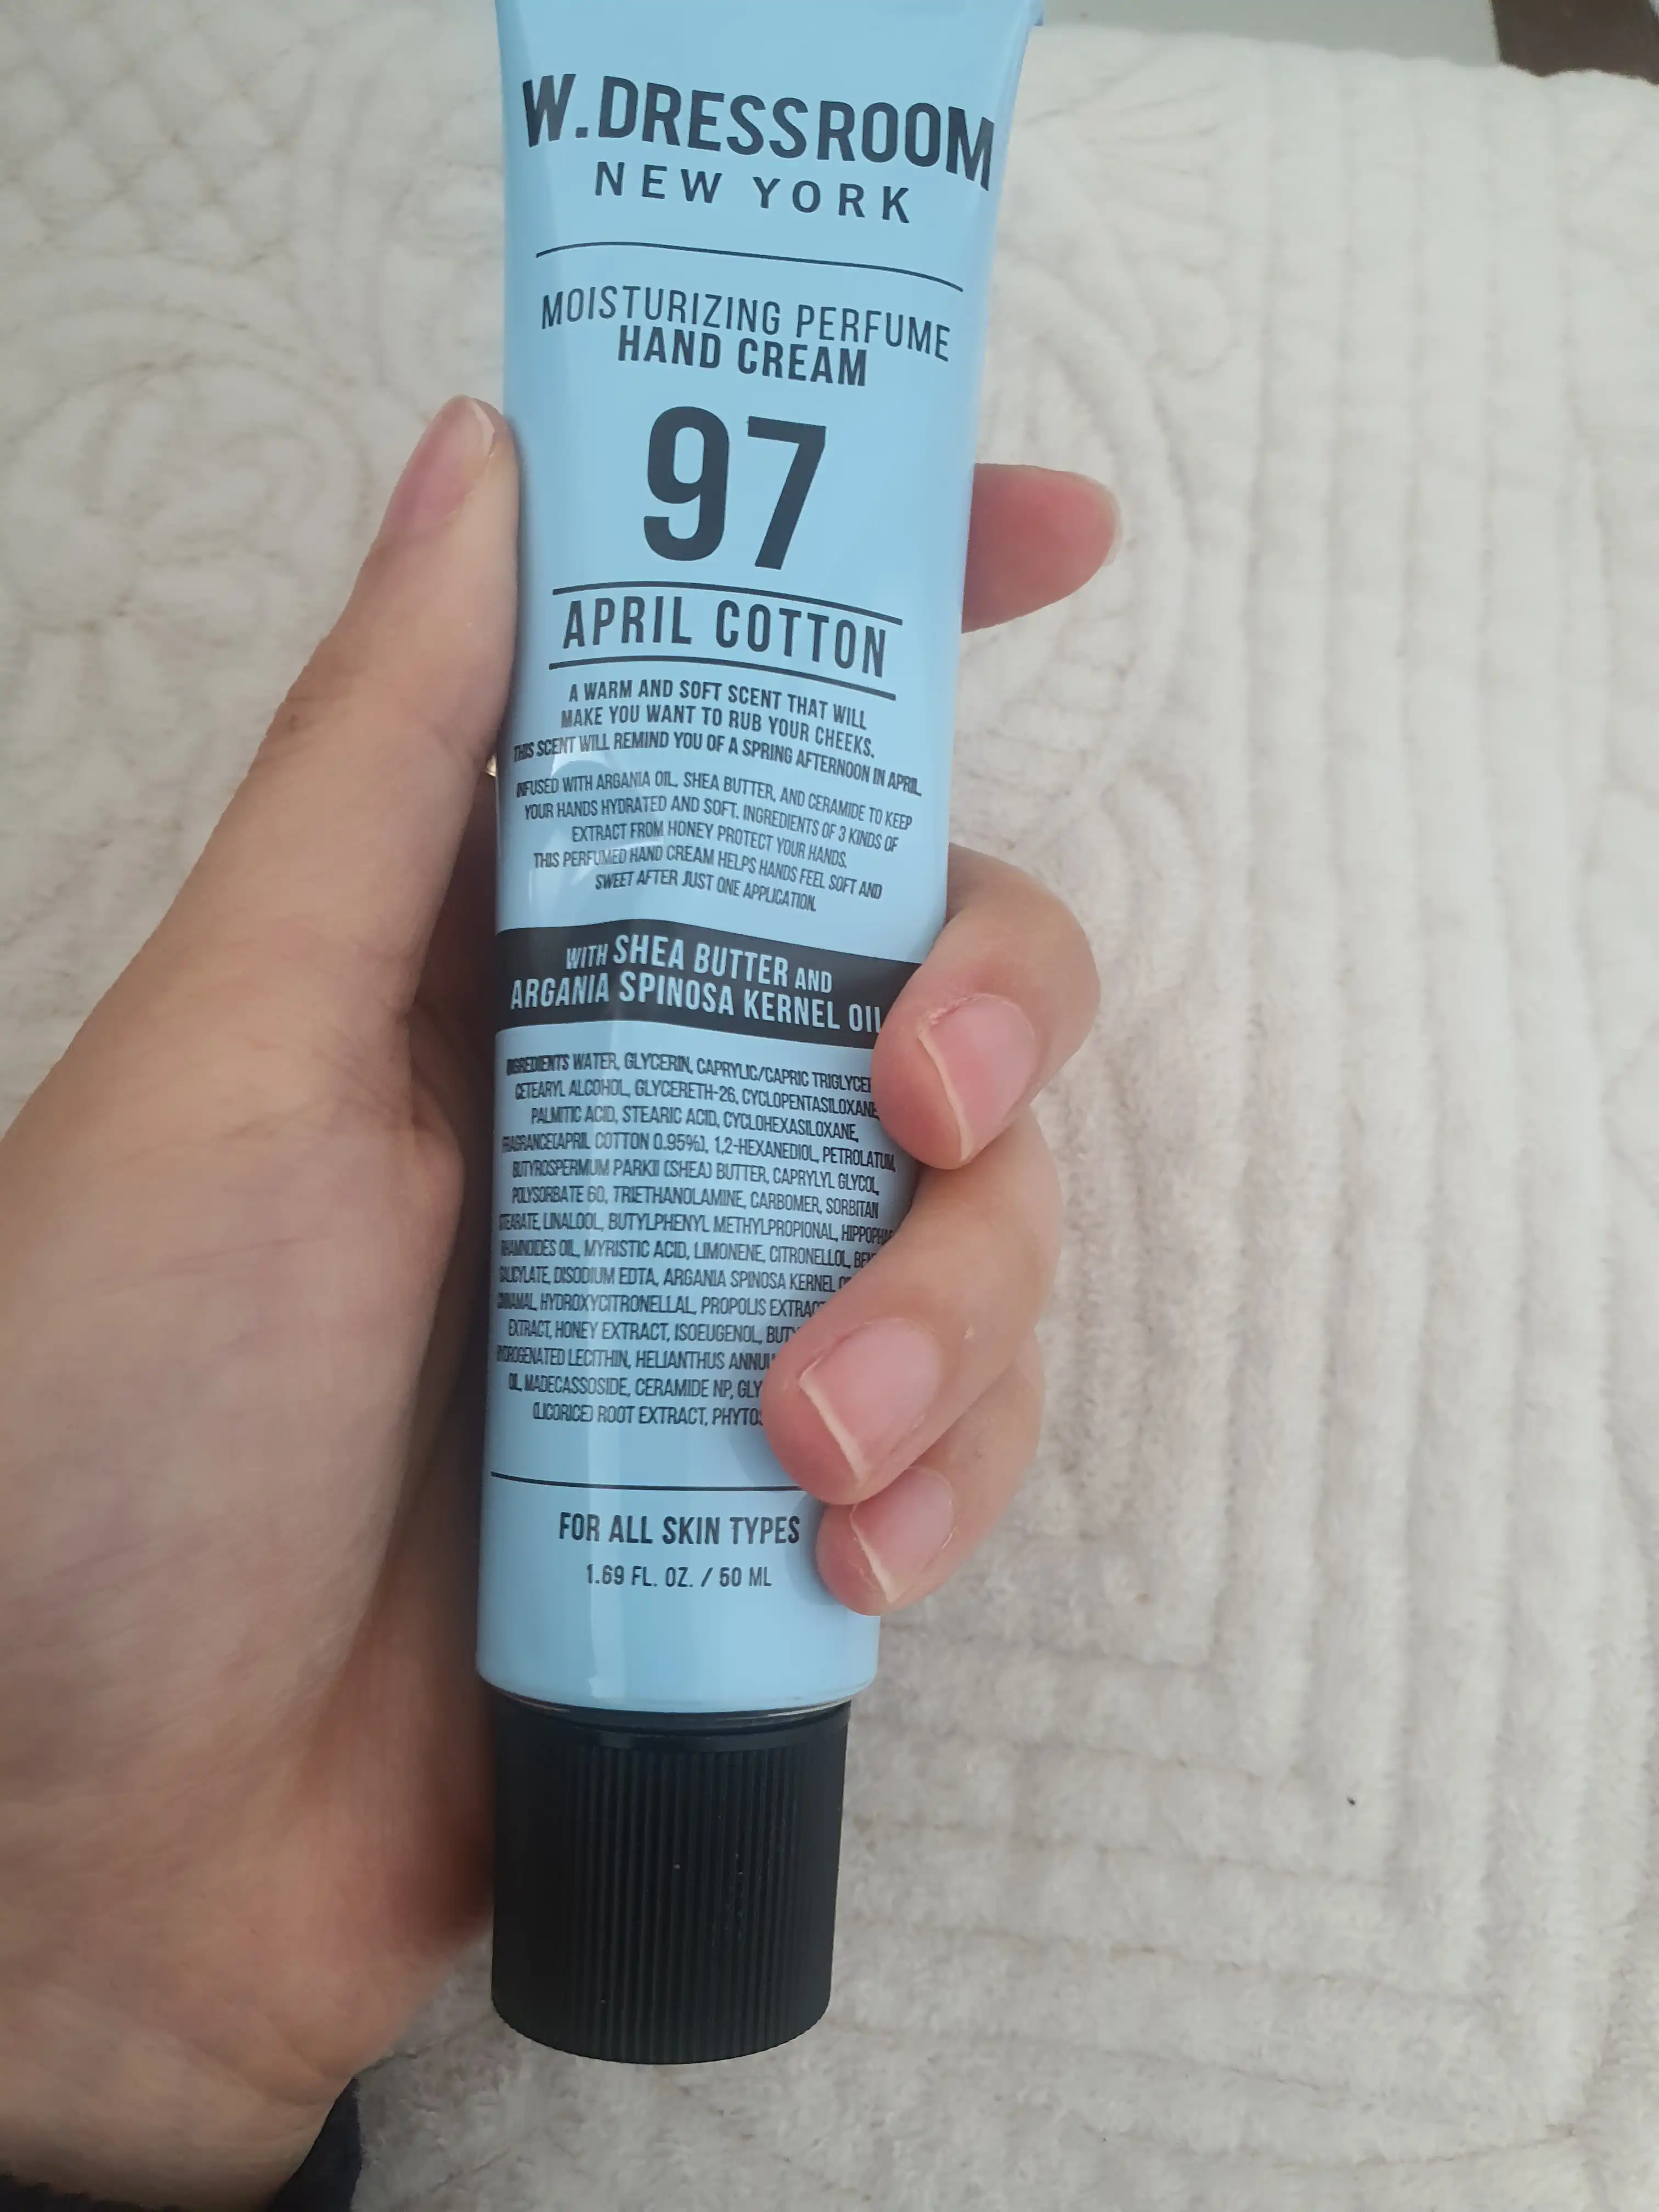 W.DRESSROOM
NEW YORK
MOISTURIZING PERFUME
HAND CREAM
97
APRIL COTTON
A WARM AND SOFT SCENT THAT WILL
MAKE YOU WANT TO RUB YOUR CHEEKS.
THIS SCENT WILL REMIND YOU OF A SPRING AFTERNOON IN APRIL.
INFUSED WITH ARGANIA OIL, SHEA BUTTER, AND CERAMIDE TO KEEP
YOUR HANDS HYDRATED AND SOFT. INGREDIENTS OF 3 KINDS OF
EXTRACT FROM HONEY PROTECT YOUR HANDS.
THIS PERFUMED HAND CREAM HELPS HANDS FEEL SOFT AND
SWEET AFTER JUST ONE APPLICATION.
WITH SHEA BUTTER AND
ARGANIA SPINOSA KERNEL OIL
INGREDIENTS WATER, GLYCERIN, CAPRYLIC/CAPRIC
CETEARYL ALCOHOL, GLYCERETH-26, CYCLOPENTASILOXANE
PALMITIC ACID, STEARIC ACID, CYCLOHEXASILOXANE,
FRAGRANCE(APRIL COTTON 0.95%), 1,2-HEXANEDIOL, PETROLATUM,
BUTYROSPERMUM PARKII (SHEA) BUTTER, CAPRYLYL GLYCOL,
POLYSORBATE 60, TRIETHANOLAMINE, CARBOMER, SORBITAN
STEARATE, LINALOOL, BUTYLPHENYL METHYLPROPIONAL,
RHAMNOIDES OIL, MYRISTIC ACID, LIMONENE, CITRONELLOL,
SALICYLATE, DISODIUM EDTA, ARGANIA SPINOSA KERNEL
CINNAMAL, HYDROXYCITRONELLAL, PROPOLIS
EXTRACT, HONEY EXTRACT, ISOEUGENOL,
HYDROGENATED LECITHIN, HELIANTHUS
OIL, MADECASSOSIDE, CERAMIDE NP,
(LICORICE) ROOT EXTRACT,
FOR ALL SKIN TYPES
1.69 FL. OZ. / 50 ML